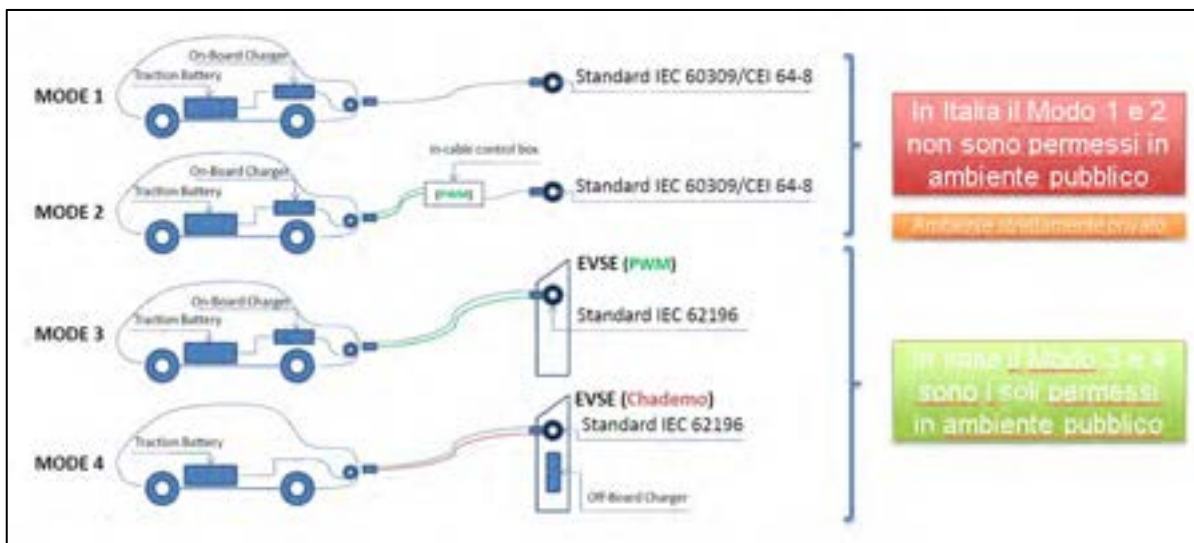 On-Board Charger
Traction Battery
MODE 1
Standard IEC 60309/CEI 64-8
In Italia il Modo 1 e 2
non sono permessi in
ambiente pubblico
On-Board Charger
In-cable control box
Traction Battery
MODE 2
(PWM)
Standard IEC 60309/CEI 64-8
Ambiente strettamente privato
EVSE (PWM)
On-Board Charger
Traction Battery
MODE 3
Standard IEC 62196
In Italia il Modo 3 e 4
sono i soli permessi
in ambiente pubblico
EVSE (Chademo)
Standard IEC 62196
Traction Battery
MODE 4
Off-Board Charger